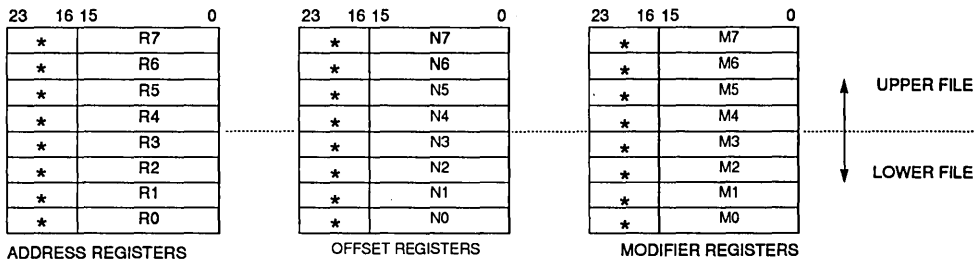 23 16 15 0 23 16 15 0 23 16 15 0
* R7 * N7 * M7
* R6 * N6 * M6
* R5 * N5 * M5 UPPER FILE
* R4 * N4 * M4
* R3 * N3 * M3
* R2 * N2 * M2 LOWER FILE
* R1 * N1 * M1
* R0 * N0 * M0
ADDRESS REGISTERS OFFSET REGISTERS MODIFIER REGISTERS